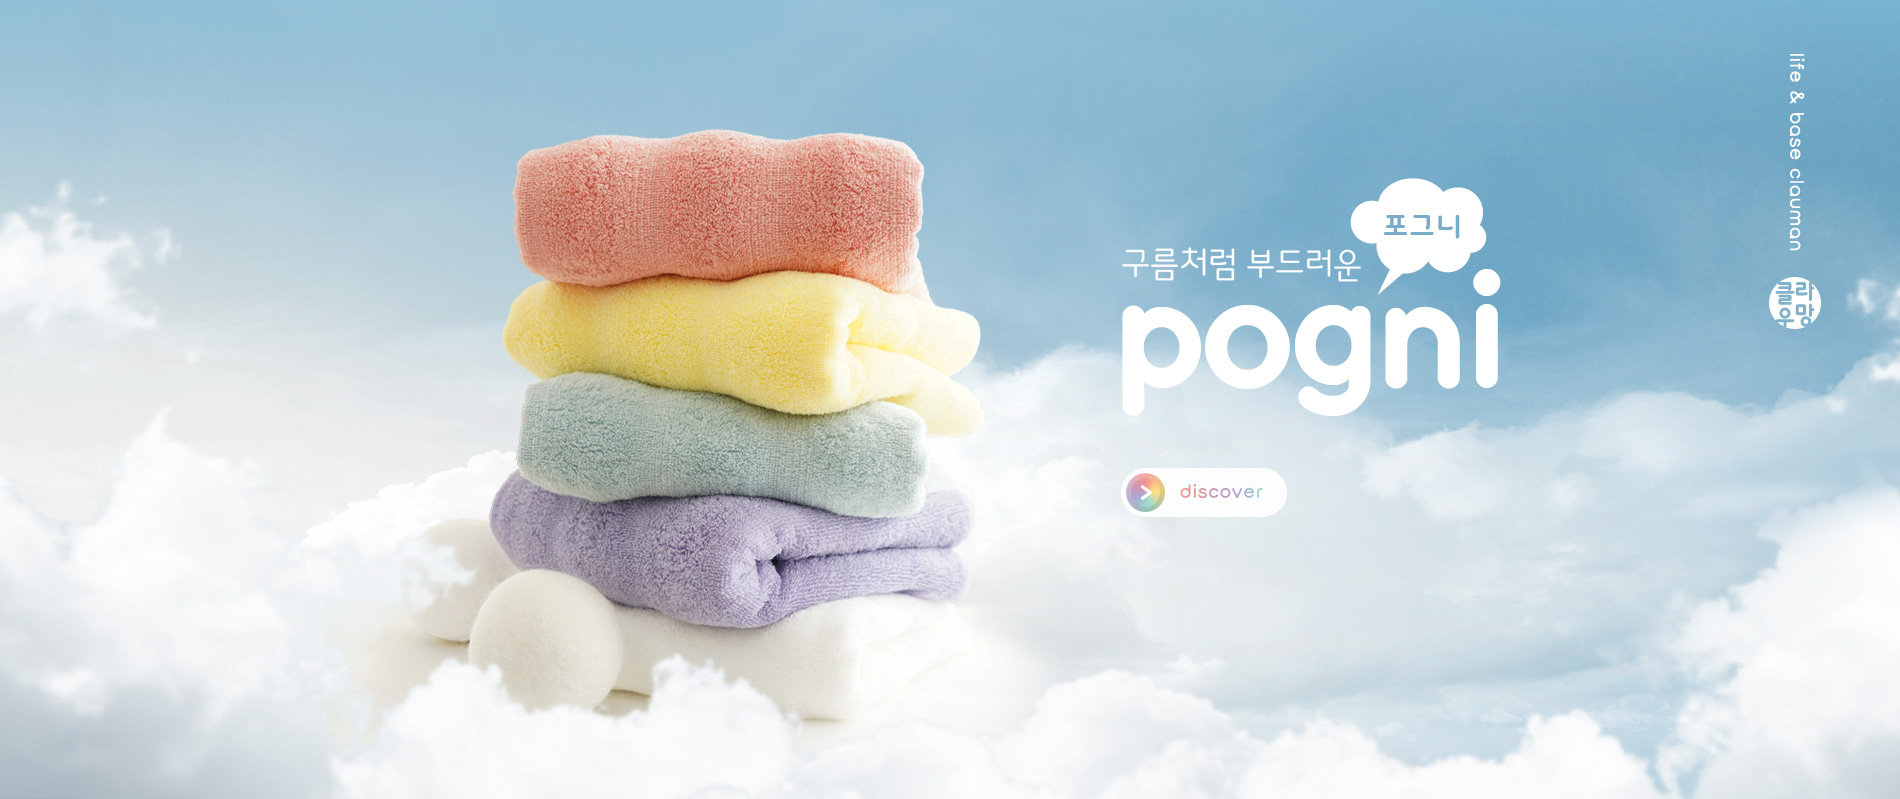 포그니
구름처럼 부드러운
pogni
discover
life & base clauman
클라
우망